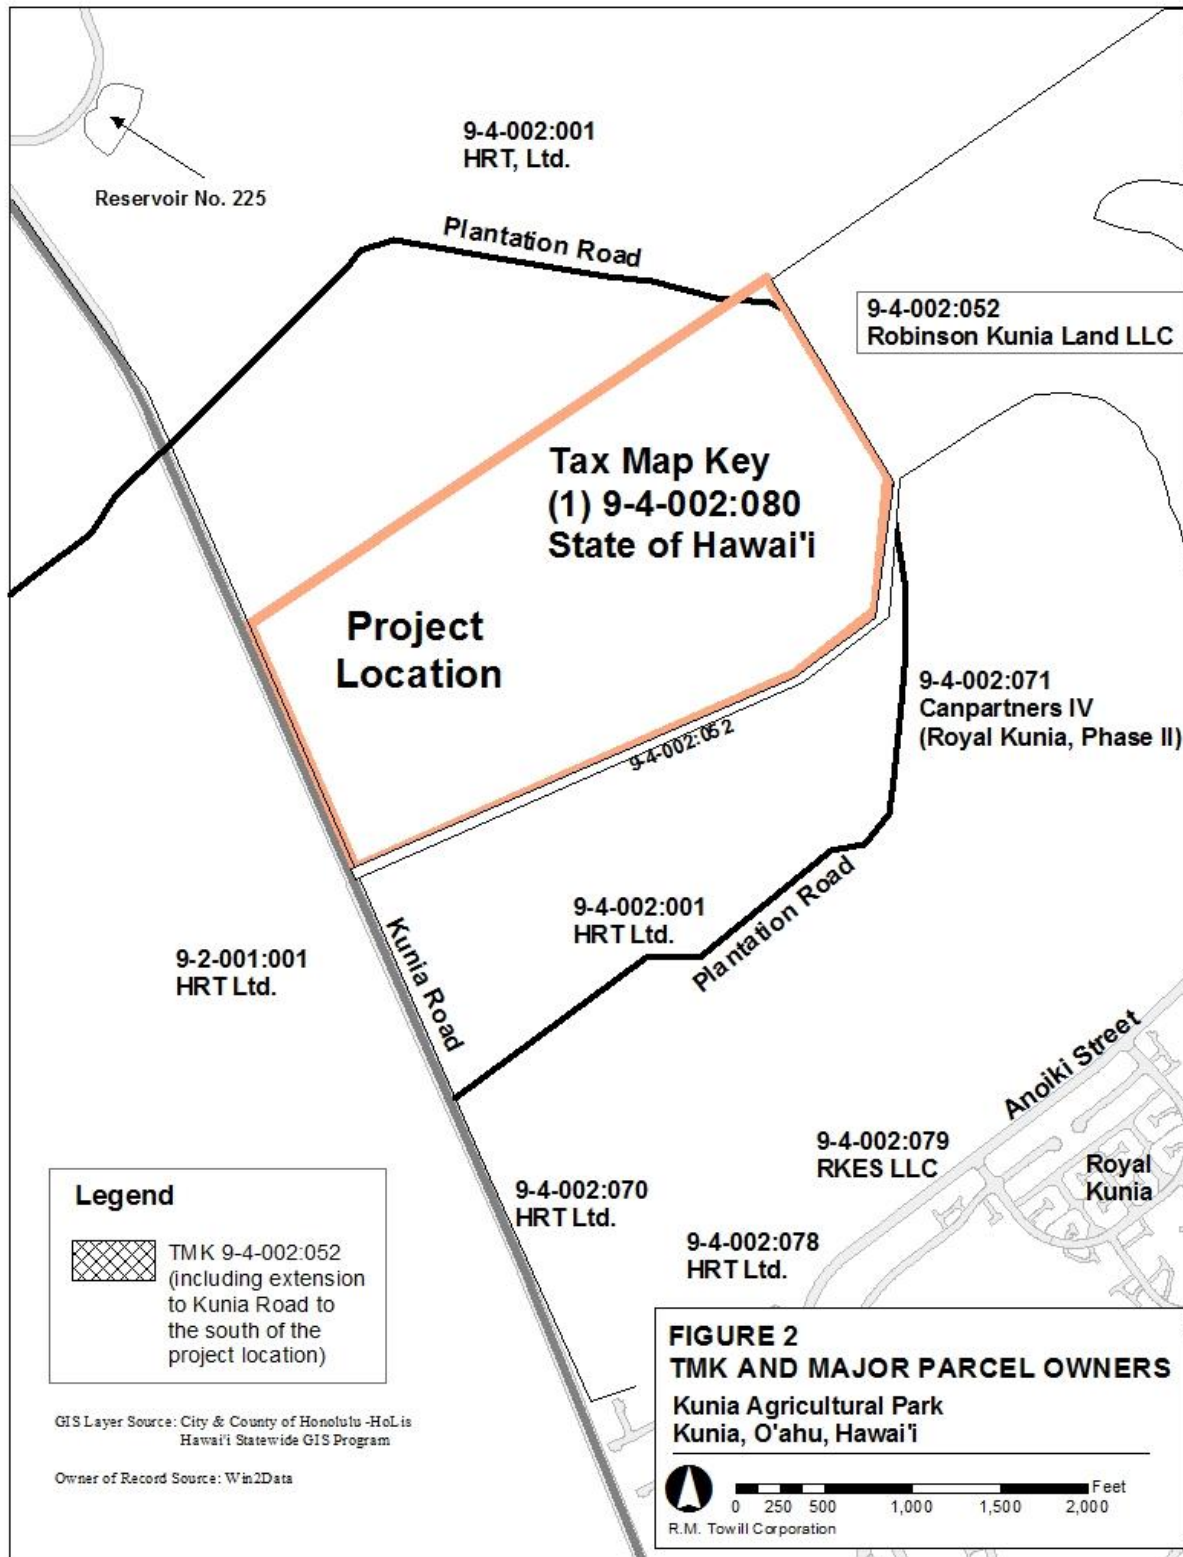 9-4-002:001
HRT, Ltd.
Reservoir No. 225
Plantation Road
9-4-002:052
Robinson Kunia Land LLC
Tax Map Key
(1) 9-4-002:080
State of Hawai'i
Project
Location
9-4-002:071
Canpartners IV
(Royal Kunia, Phase II)
9-4-002:052
9-4-002:001
HRT Ltd.
Plantation Road
Kunia Road
9-2-001:001
HRT Ltd.
Anoiki Street
9-4-002:079
RKES LLC
Royal
Kunia
9-4-002:070
HRT Ltd.
9-4-002:078
HRT Ltd.
Legend
TMK 9-4-002:052
(including extension
to Kunia Road to
the south of the
project location)
GIS Layer Source: City & County of Honolulu -HoLis
Hawai'i Statewide GIS Program
Owner of Record Source: Win2Data
FIGURE 2
TMK AND MAJOR PARCEL OWNERS
Kunia Agricultural Park
Kunia, O'ahu, Hawai'i
Feet
0 250 500 1,000 1,500 2,000
R.M. Towill Corporation